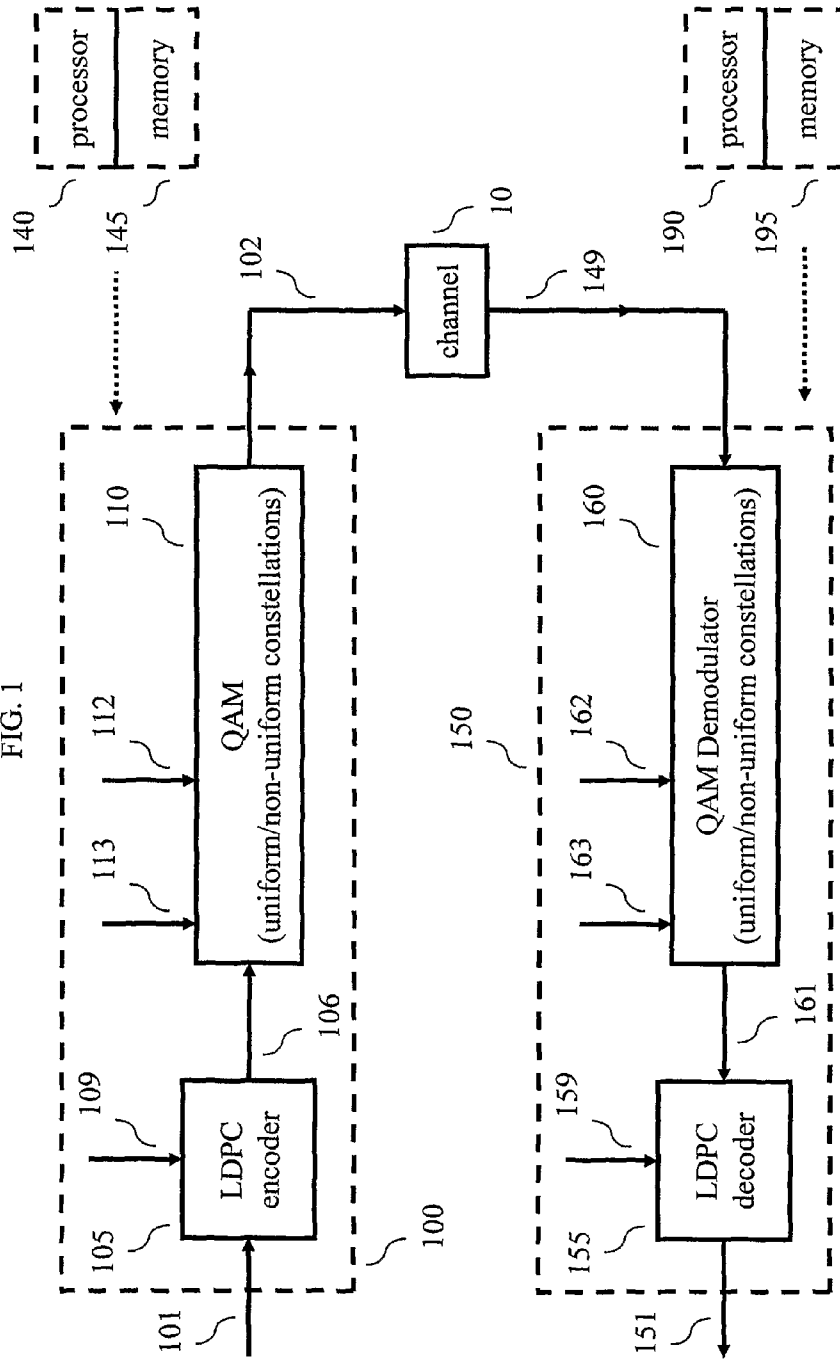 FIG. 1
101
105
LDPC
encoder
109
106
100
113
112
QAM
(uniform/non-uniform constellations)
110
102
140
processor
145
memory
channel
10
149
150
151
155
LDPC
decoder
159
161
163
162
QAM Demodulator
(uniform/non-uniform constellations)
160
190
processor
195
memory